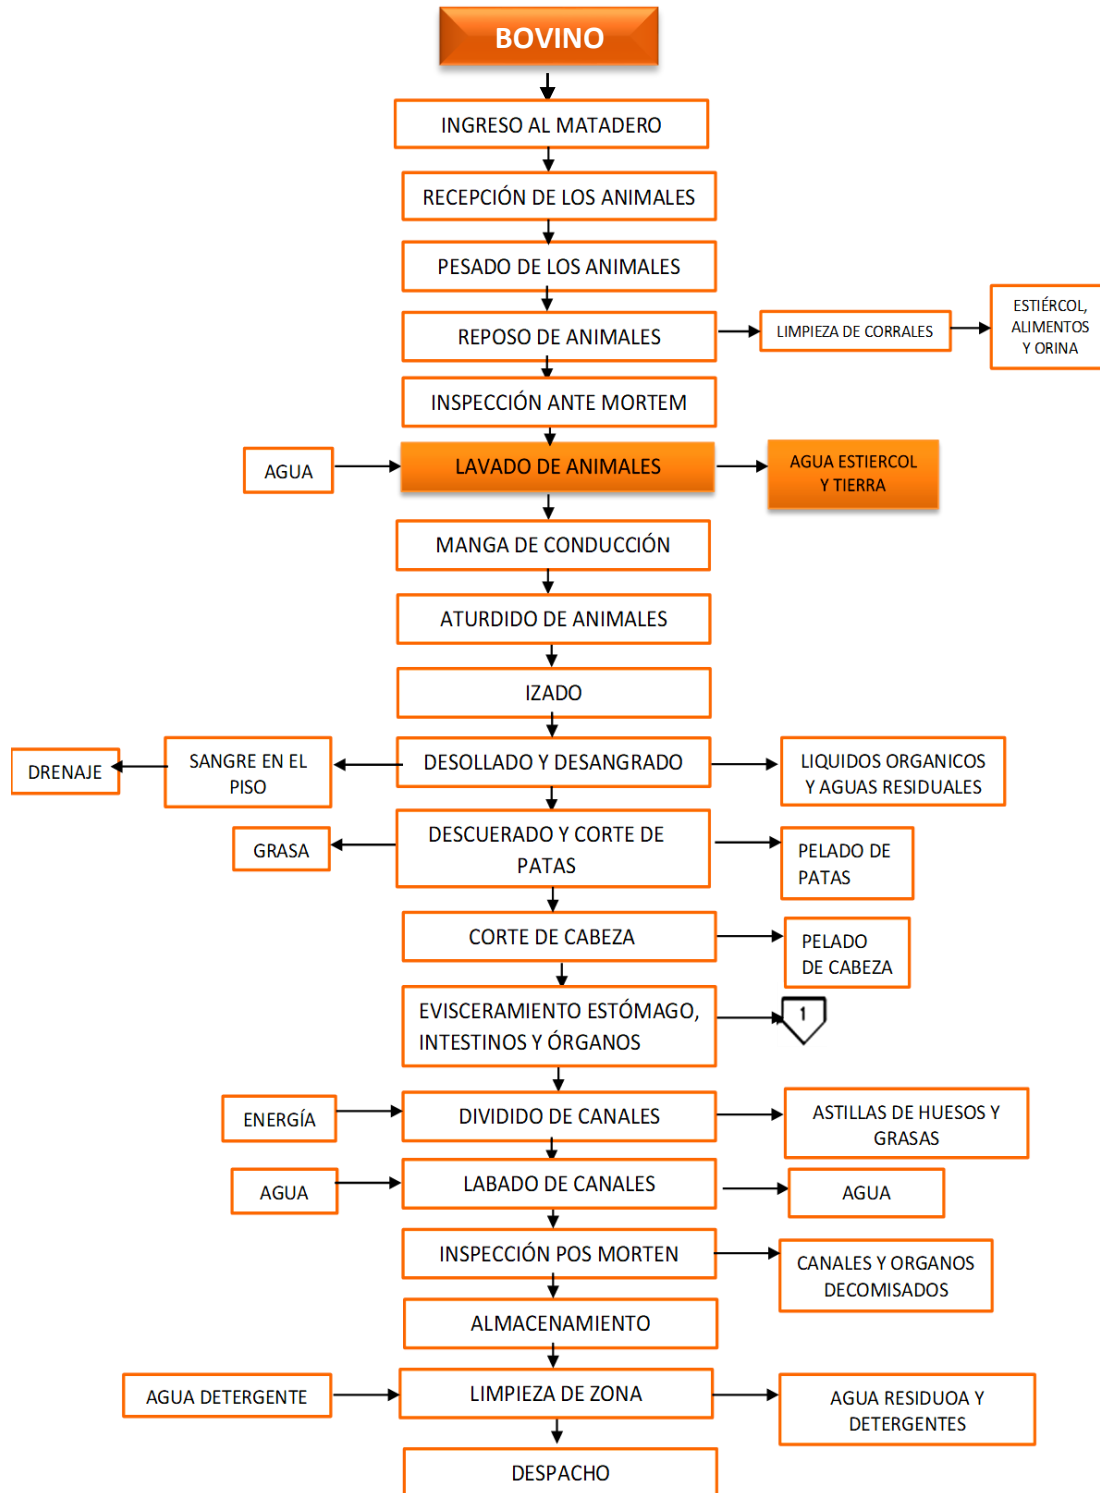 BOVINO
INGRESO AL MATADERO
RECEPCIÓN DE LOS ANIMALES
PESADO DE LOS ANIMALES
REPOSO DE ANIMALES
LIMPIEZA DE CORRALES
ESTIÉRCOL,
ALIMENTOS
Y ORINA
INSPECCIÓN ANTE MORTEM
AGUA
LAVADO DE ANIMALES
AGUA ESTIERCOL
Y TIERRA
MANGA DE CONDUCCIÓN
ATURDIDO DE ANIMALES
IZADO
DRENAJE
SANGRE EN EL
PISO
DESOLLADO Y DESANGRADO
LIQUIDOS ORGANICOS
Y AGUAS RESIDUALES
GRASA
DESCUERADO Y CORTE DE
PATAS
PELADO DE
PATAS
CORTE DE CABEZA
PELADO
DE CABEZA
EVISCERAMIENTO ESTÓMAGO,
INTESTINOS Y ÓRGANOS
1
ENERGÍA
DIVIDIDO DE CANALES
ASTILLAS DE HUESOS Y
GRASAS
AGUA
LABADO DE CANALES
AGUA
INSPECCIÓN POS MORTEN
CANALES Y ORGANOS
DECOMISADOS
ALMACENAMIENTO
AGUA DETERGENTE
LIMPIEZA DE ZONA
AGUA RESIDUOA Y
DETERGENTES
DESPACHO